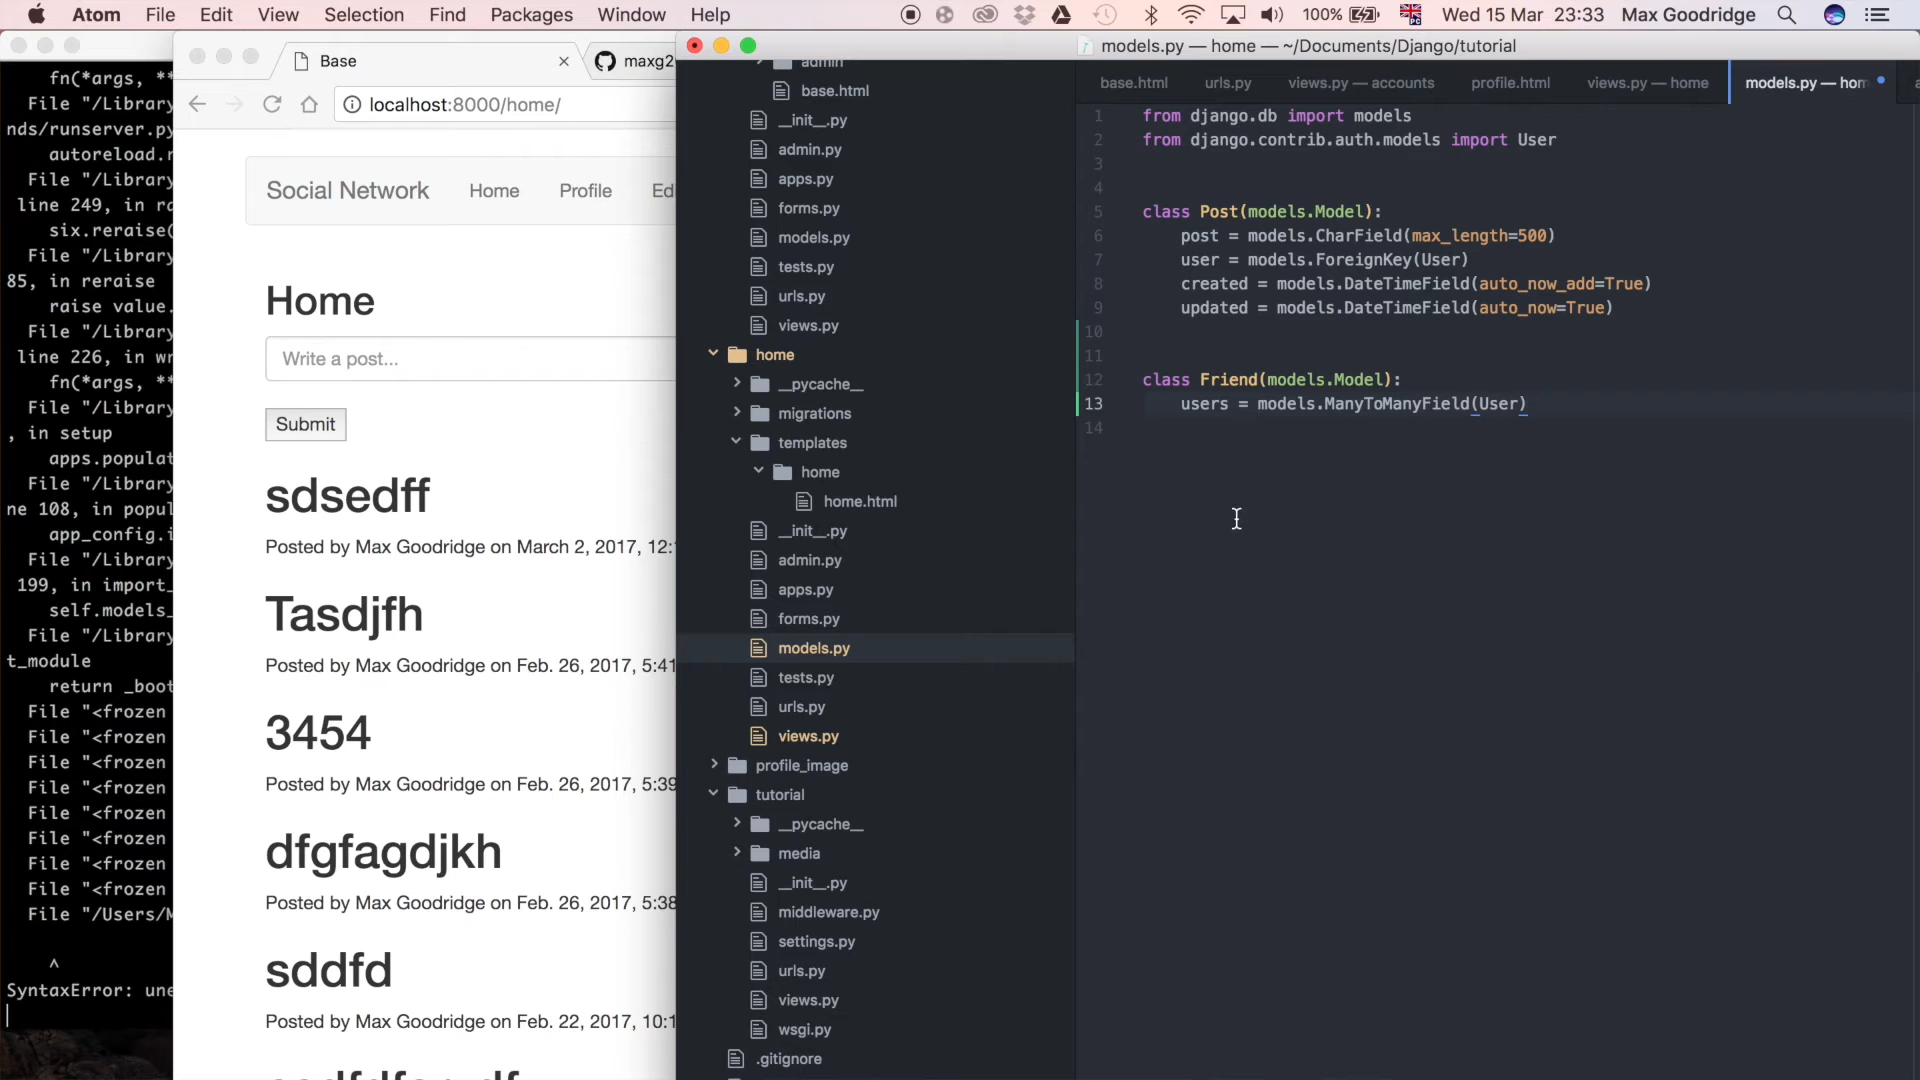 Atom File Edit View Selection Find Packages Window Help 100% Wed 15 Mar 23:33 Max Goodridge
fn(*args, **
File "/Library
nds/runserver.py
autoreload.r
File "/Library
line 249, in ra
six.reraise(
File "/Library
85, in reraise
raise value.
File "/Library
line 226, in wr
fn(*args, **
File "/Library
, in setup
apps.populat
File "/Library
ne 108, in popul
app_config.i
File "/Library
199, in import_
self.models_
File "/Library
t_module
return _boot
File "<frozen
File "<frozen
File "<frozen
File "<frozen
File "<frozen
File "<frozen
File "<frozen
File "<frozen
File "/Users/M
^
SyntaxError: une
Base
maxg2
localhost:8000/home/
Social Network Home Profile Ed
Home
Write a post...
Submit
sdsedff
Posted by Max Goodridge on March 2, 2017, 12:
Tasdjfh
Posted by Max Goodridge on Feb. 26, 2017, 5:41
3454
Posted by Max Goodridge on Feb. 26, 2017, 5:39
dfgfagdjkh
Posted by Max Goodridge on Feb. 26, 2017, 5:38
sddfd
Posted by Max Goodridge on Feb. 22, 2017, 10:1
models.py — home — ~/Documents/Django/tutorial
admin
base.html
__init__.py
admin.py
apps.py
forms.py
models.py
tests.py
urls.py
views.py
home
__pycache__
migrations
templates
home
home.html
__init__.py
admin.py
apps.py
forms.py
models.py
tests.py
urls.py
views.py
profile_image
tutorial
__pycache__
media
__init__.py
middleware.py
settings.py
urls.py
views.py
wsgi.py
.gitignore
base.html urls.py views.py — accounts profile.html views.py — home models.py — hom
1 from django.db import models
2 from django.contrib.auth.models import User
3
4
5 class Post(models.Model):
6 post = models.CharField(max_length=500)
7 user = models.ForeignKey(User)
8 created = models.DateTimeField(auto_now_add=True)
9 updated = models.DateTimeField(auto_now=True)
10
11
12 class Friend(models.Model):
13 users = models.ManyToManyField(User)
14